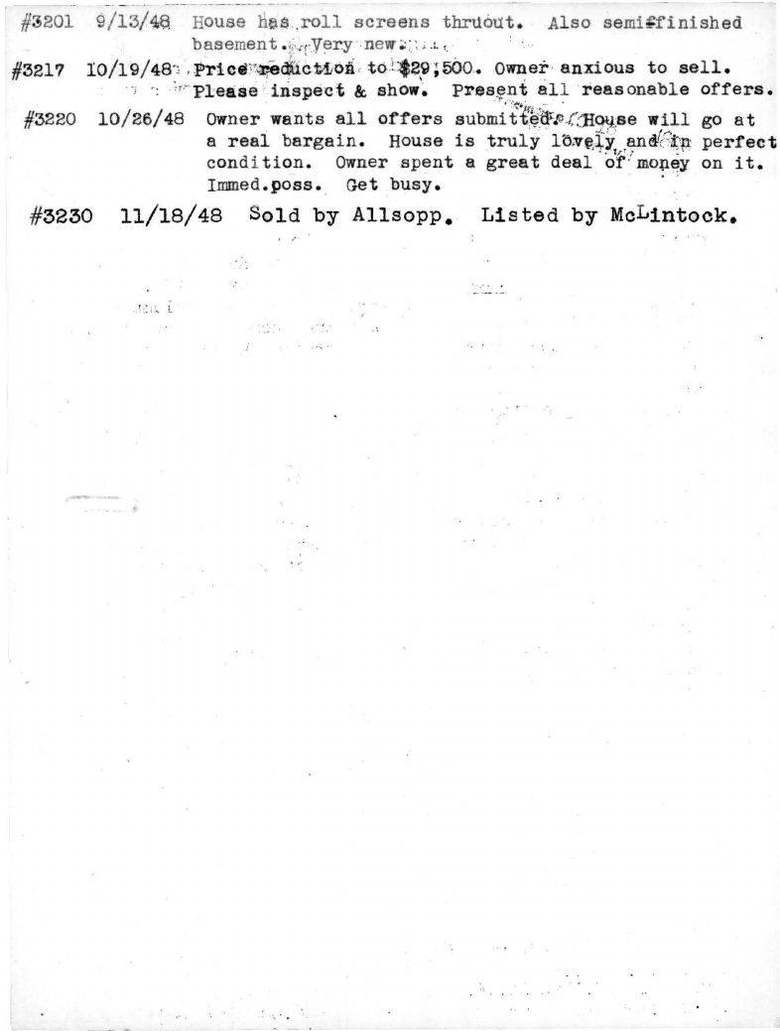 #3201 9/13/48 House has roll screens thruout. Also semi-finished
basement. Very new.
#3217 10/19/48 Price reduction to $29,500. Owner anxious to sell.
Please inspect & show. Present all reasonable offers.
#3220 10/26/48 Owner wants all offers submitted. House will go at
a real bargain. House is truly lovely and in perfect
condition. Owner spent a great deal of money on it.
Immed.poss. Get busy.
#3230 11/18/48 Sold by Allsopp. Listed by McLintock.